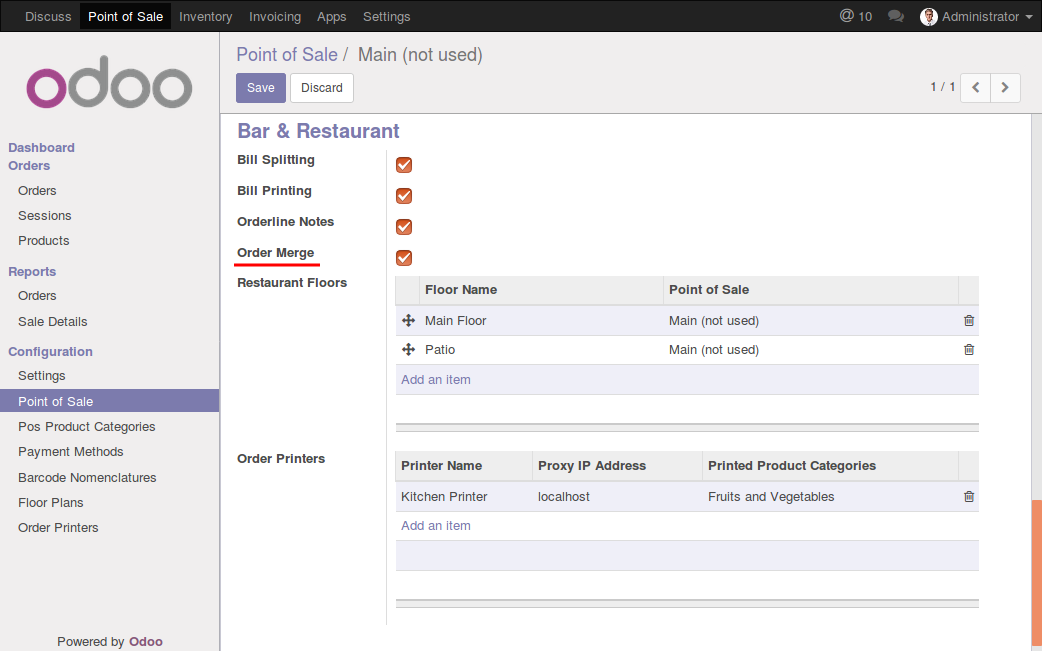 Discuss Point of Sale Inventory Invoicing Apps Settings @ 10 Administrator
odoo
Dashboard
Orders
Orders
Sessions
Products
Reports
Orders
Sale Details
Configuration
Settings
Point of Sale
Pos Product Categories
Payment Methods
Barcode Nomenclatures
Floor Plans
Order Printers
Powered by Odoo
Point of Sale / Main (not used)
Save Discard 1 / 1
Bar & Restaurant
Bill Splitting
Bill Printing
Orderline Notes
Order Merge
Restaurant Floors
Floor Name Point of Sale
Main Floor Main (not used)
Patio Main (not used)
Add an item
Order Printers
Printer Name Proxy IP Address Printed Product Categories
Kitchen Printer localhost Fruits and Vegetables
Add an item